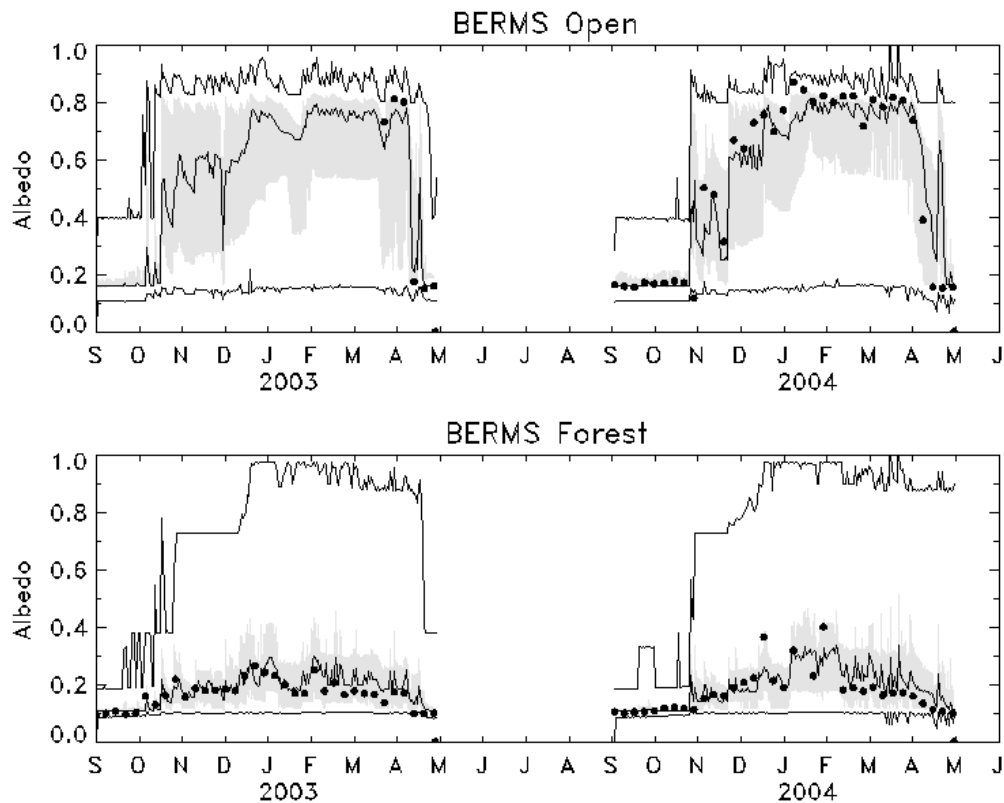 BERMS Open
1.0
0.8
0.6
0.4
0.2
0.0
Albedo
S O N D J F M A M J J A S O N D J F M A M J
2003 2004
BERMS Forest
1.0
0.8
0.6
0.4
0.2
0.0
Albedo
S O N D J F M A M J J A S O N D J F M A M J
2003 2004